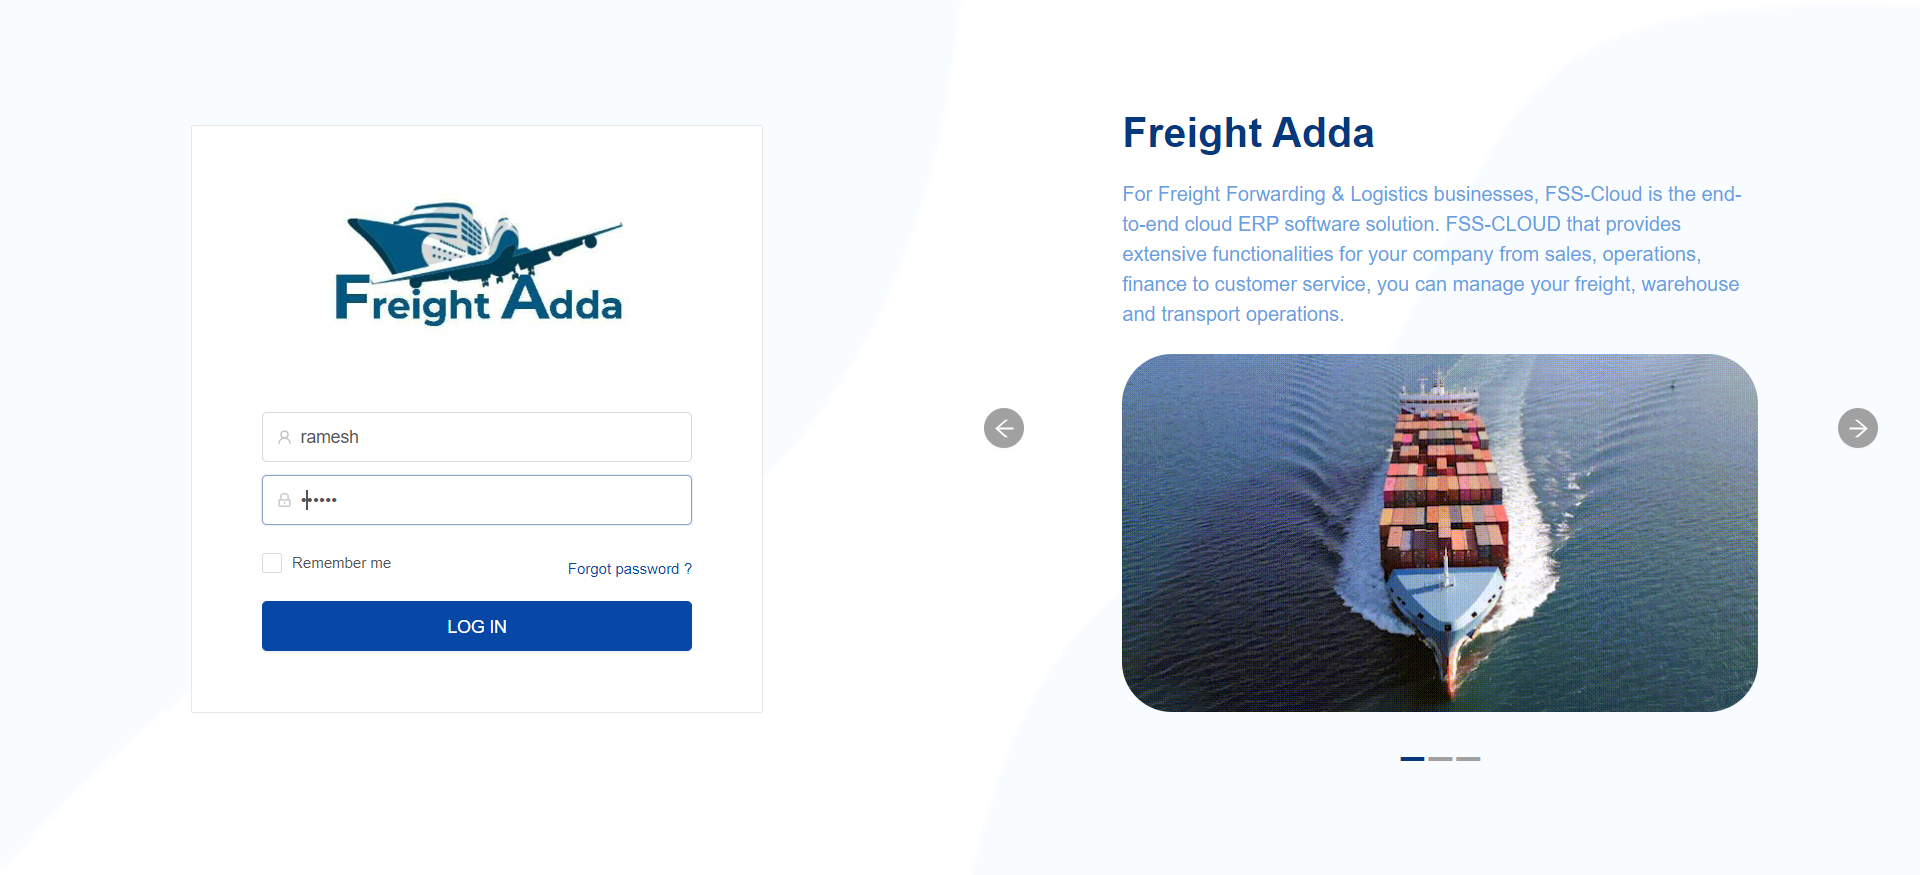 Freight Adda
ramesh
••••••
Remember me
Forgot password ?
LOG IN
Freight Adda
For Freight Forwarding & Logistics businesses, FSS-Cloud is the end-
to-end cloud ERP software solution. FSS-CLOUD that provides
extensive functionalities for your company from sales, operations,
finance to customer service, you can manage your freight, warehouse
and transport operations.